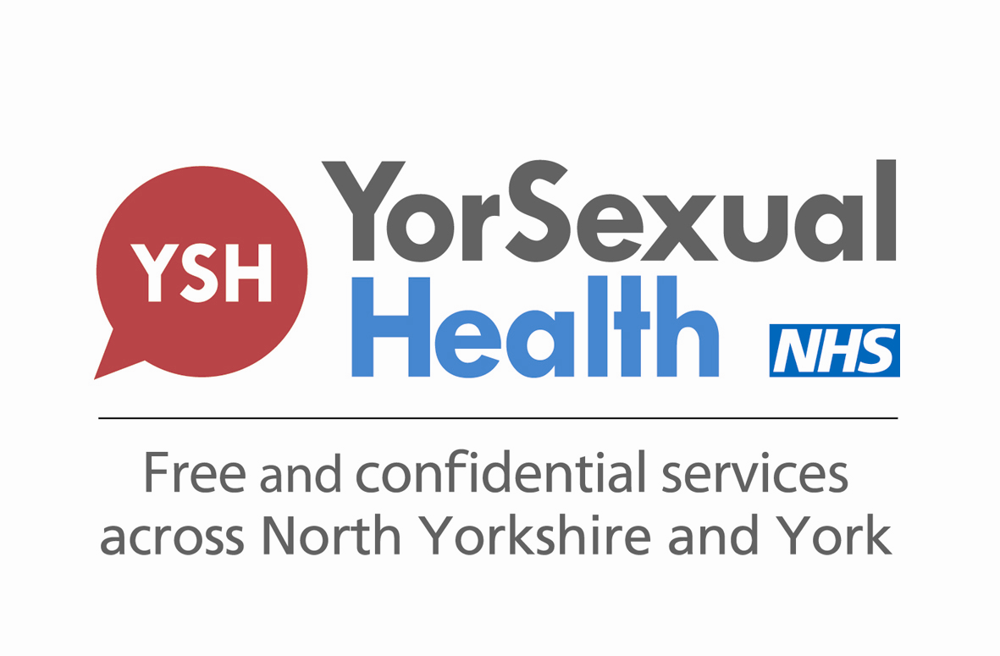 YSH
YorSexual
Health
NHS
Free and confidential services
across North Yorkshire and York